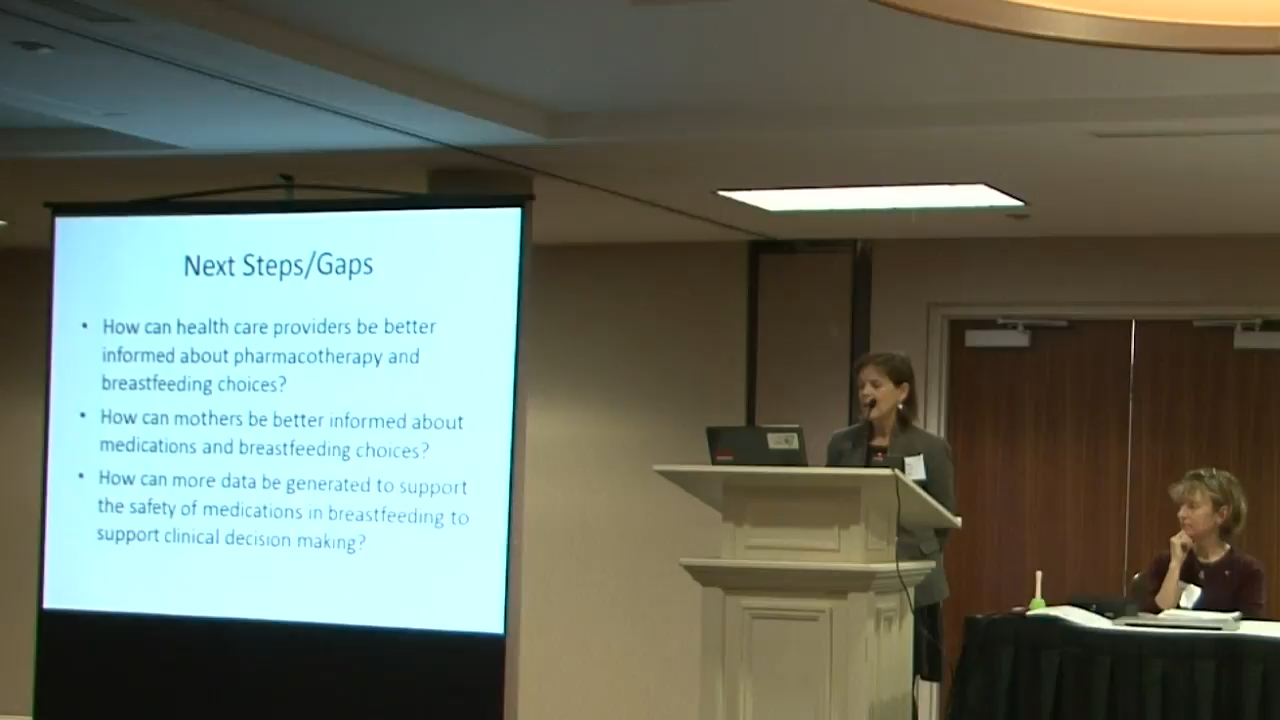 Next Steps/Gaps
• How can health care providers be better
informed about pharmacotherapy and
breastfeeding choices?
• How can mothers be better informed about
medications and breastfeeding choices?
• How can more data be generated to support
the safety of medications in breastfeeding to
support clinical decision making?